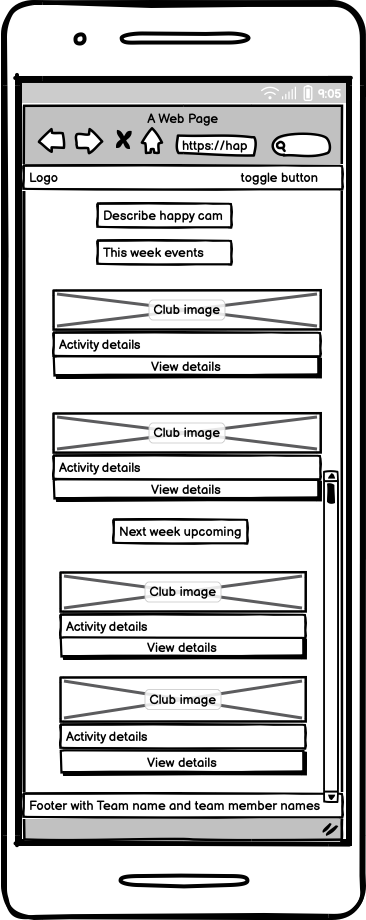 9:05
A Web Page
https://hap
Logo toggle button
Describe happy cam
This week events
Club image
Activity details
View details
Club image
Activity details
View details
Next week upcoming
Club image
Activity details
View details
Club image
Activity details
View details
Footer with Team name and team member names